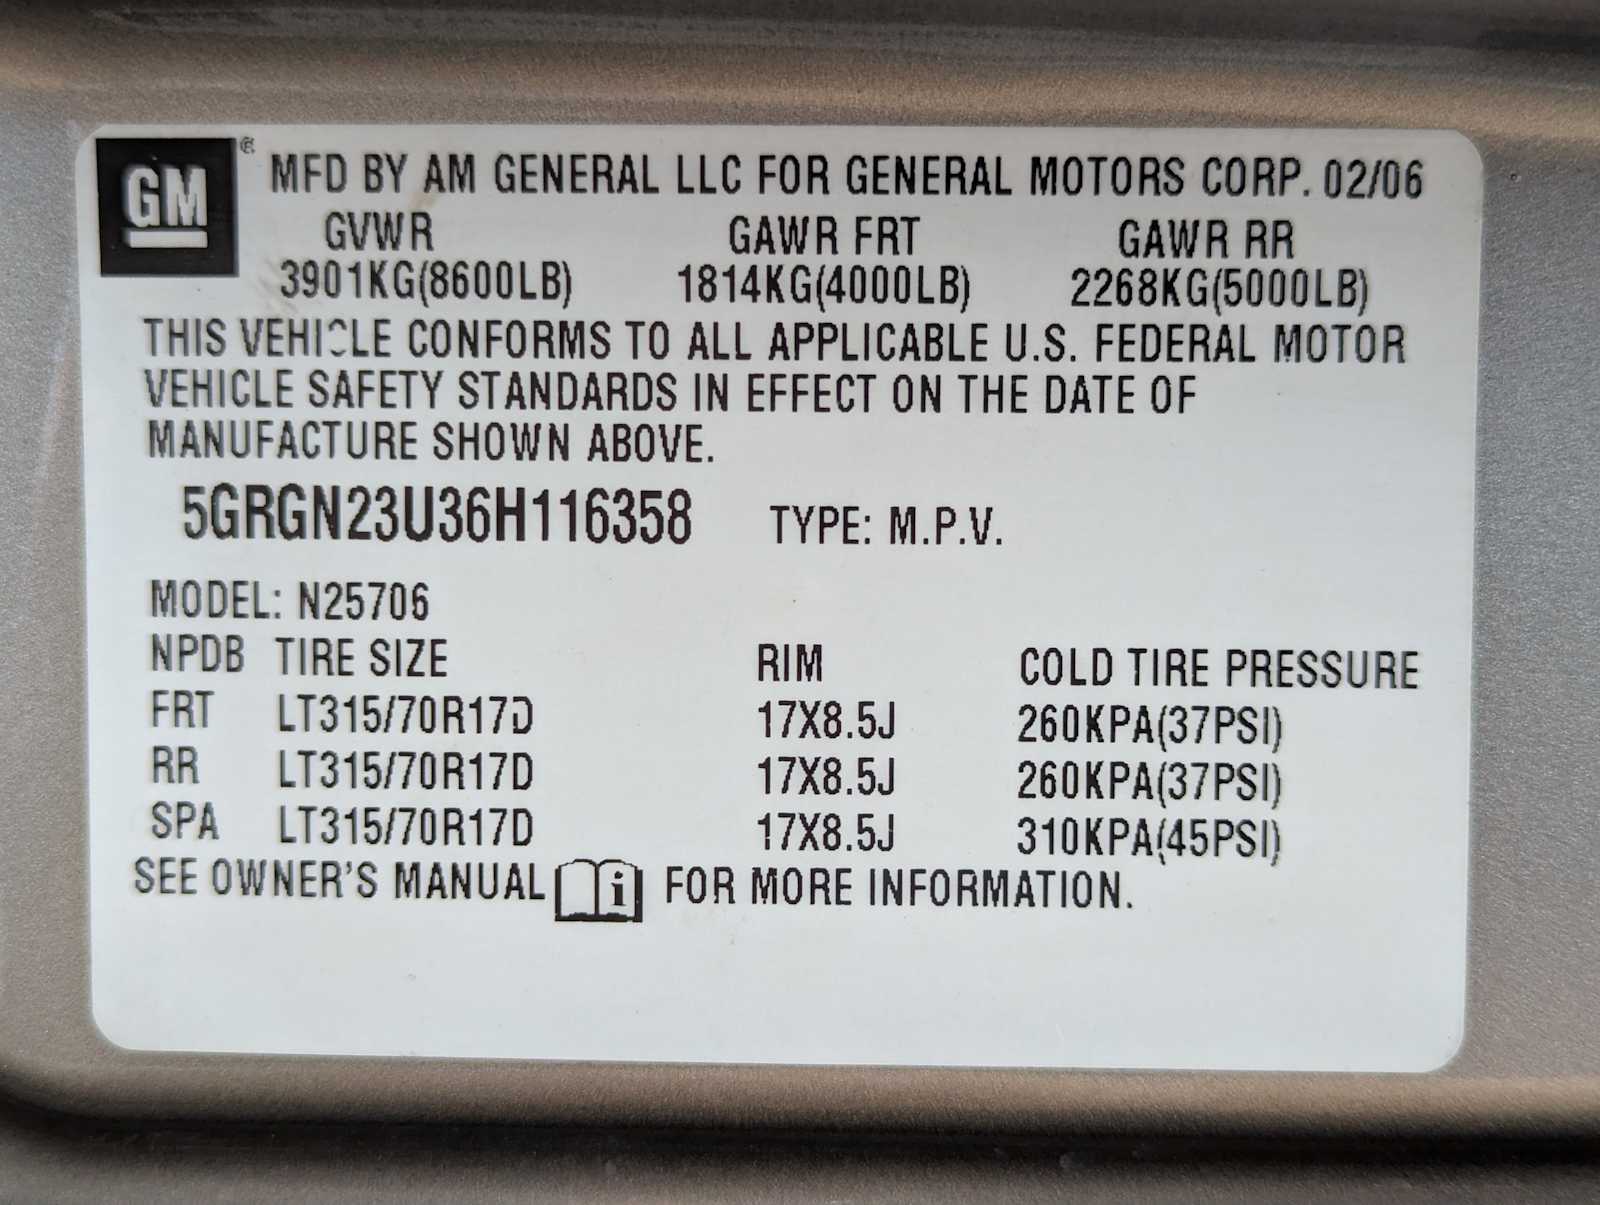 GM ® MFD BY AM GENERAL LLC FOR GENERAL MOTORS CORP. 02/06
GVWR GAWR FRT GAWR RR
3901KG(8600LB) 1814KG(4000LB) 2268KG(5000LB)
THIS VEHICLE CONFORMS TO ALL APPLICABLE U.S. FEDERAL MOTOR
VEHICLE SAFETY STANDARDS IN EFFECT ON THE DATE OF
MANUFACTURE SHOWN ABOVE.
5GRGN23U36H116358 TYPE: M.P.V.
MODEL: N25706
NPDB TIRE SIZE RIM COLD TIRE PRESSURE
FRT LT315/70R17D 17X8.5J 260KPA(37PSI)
RR LT315/70R17D 17X8.5J 260KPA(37PSI)
SPA LT315/70R17D 17X8.5J 310KPA(45PSI)
SEE OWNER'S MANUAL i FOR MORE INFORMATION.